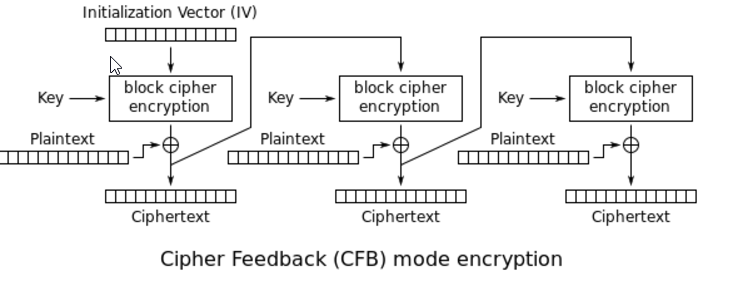 Initialization Vector (IV)
block cipher
encryption
block cipher
encryption
block cipher
encryption
Key
Key
Key
Plaintext
Plaintext
Plaintext
Ciphertext
Ciphertext
Ciphertext
Cipher Feedback (CFB) mode encryption